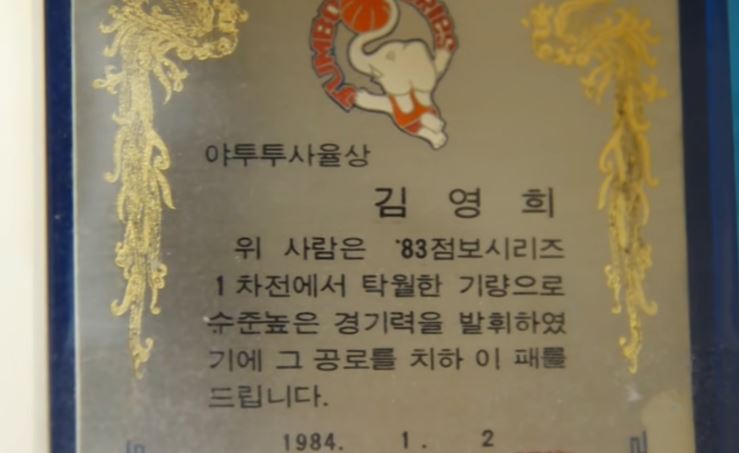 야투투사율상
김 영 희
위 사람은 '83점보시리즈
1차전에서 탁월한 기량으로
수준높은 경기력을 발휘하였
기에 그 공로를 치하 이 패를
드립니다.
1984. 1. 2